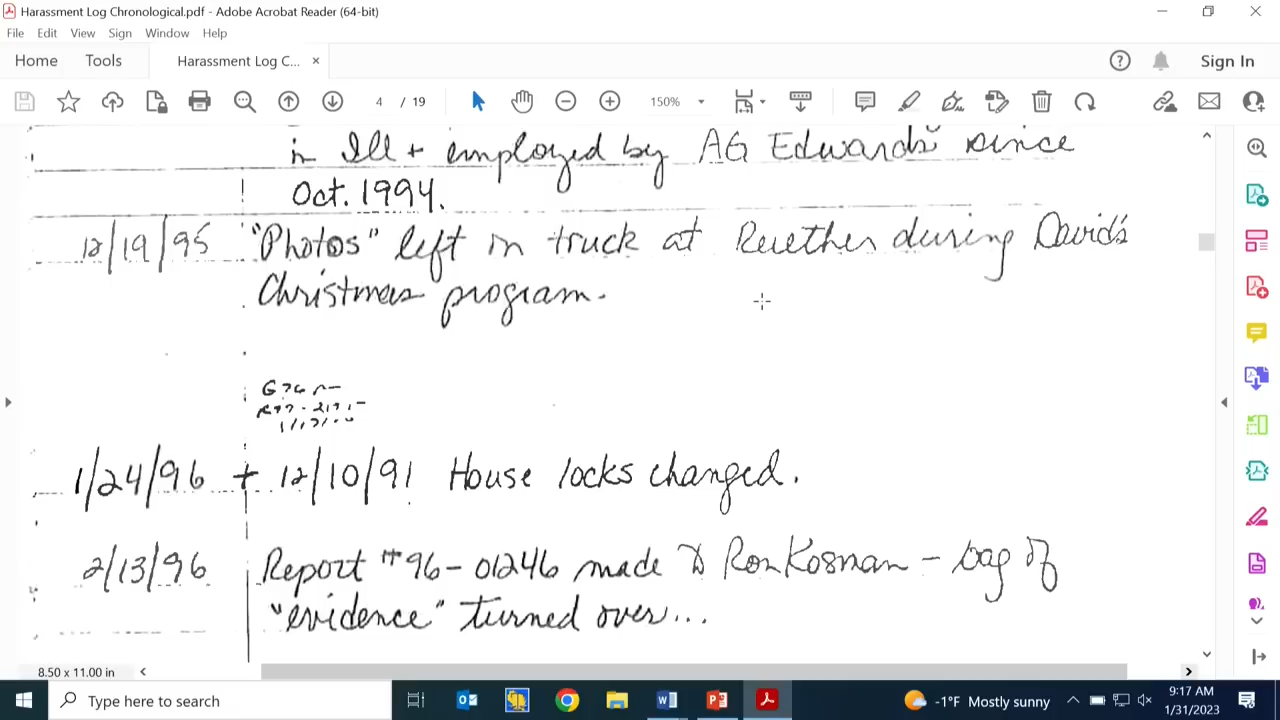 Harassment Log Chronological.pdf - Adobe Acrobat Reader (64-bit)
File Edit View Sign Window Help
Home Tools Harassment Log C... × Sign In
4 / 19 150%
in Ill + employed by AG Edwards since
Oct. 1994.
12/19/95 "Photos" left in truck at Reuther during David's
Christmas program.
1/24/96 + 12/10/91 House locks changed.
2/13/96 Report #96-01246 made to Ron Kosman - bag of
"evidence" turned over...
8.50 x 11.00 in
Type here to search
-1°F Mostly sunny
9:17 AM
1/31/2023